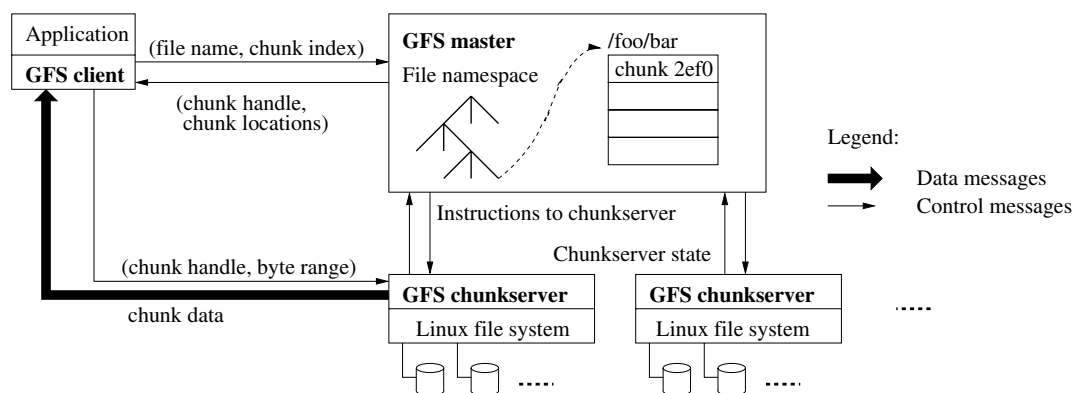 Application
GFS client
(file name, chunk index)
(chunk handle,
chunk locations)
GFS master
File namespace
/foo/bar
chunk 2ef0
Legend:
Data messages
Control messages
Instructions to chunkserver
Chunkserver state
(chunk handle, byte range)
chunk data
GFS chunkserver
Linux file system
GFS chunkserver
Linux file system